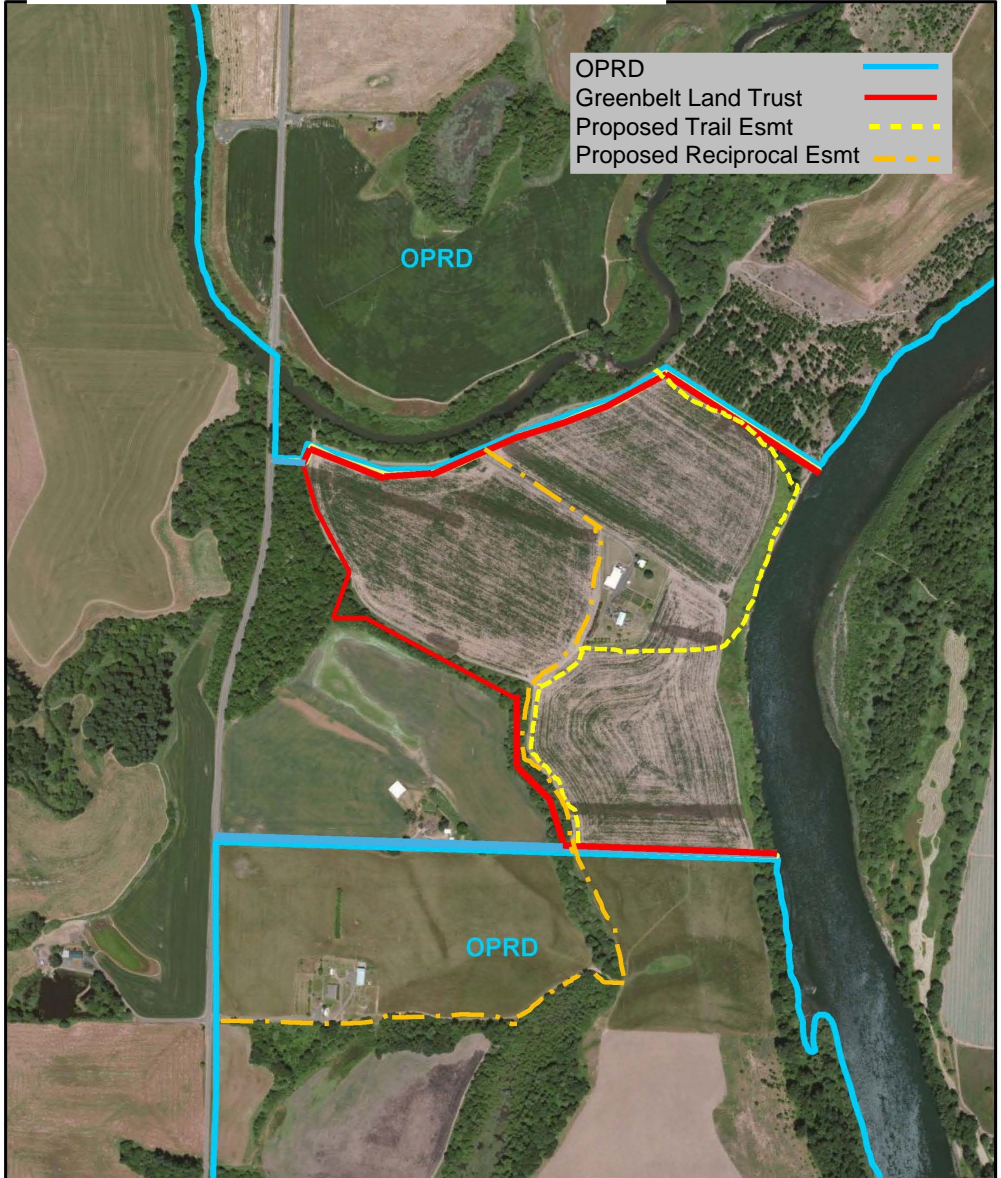 OPRD
Greenbelt Land Trust
Proposed Trail Esmt
Proposed Reciprocal Esmt
OPRD
OPRD